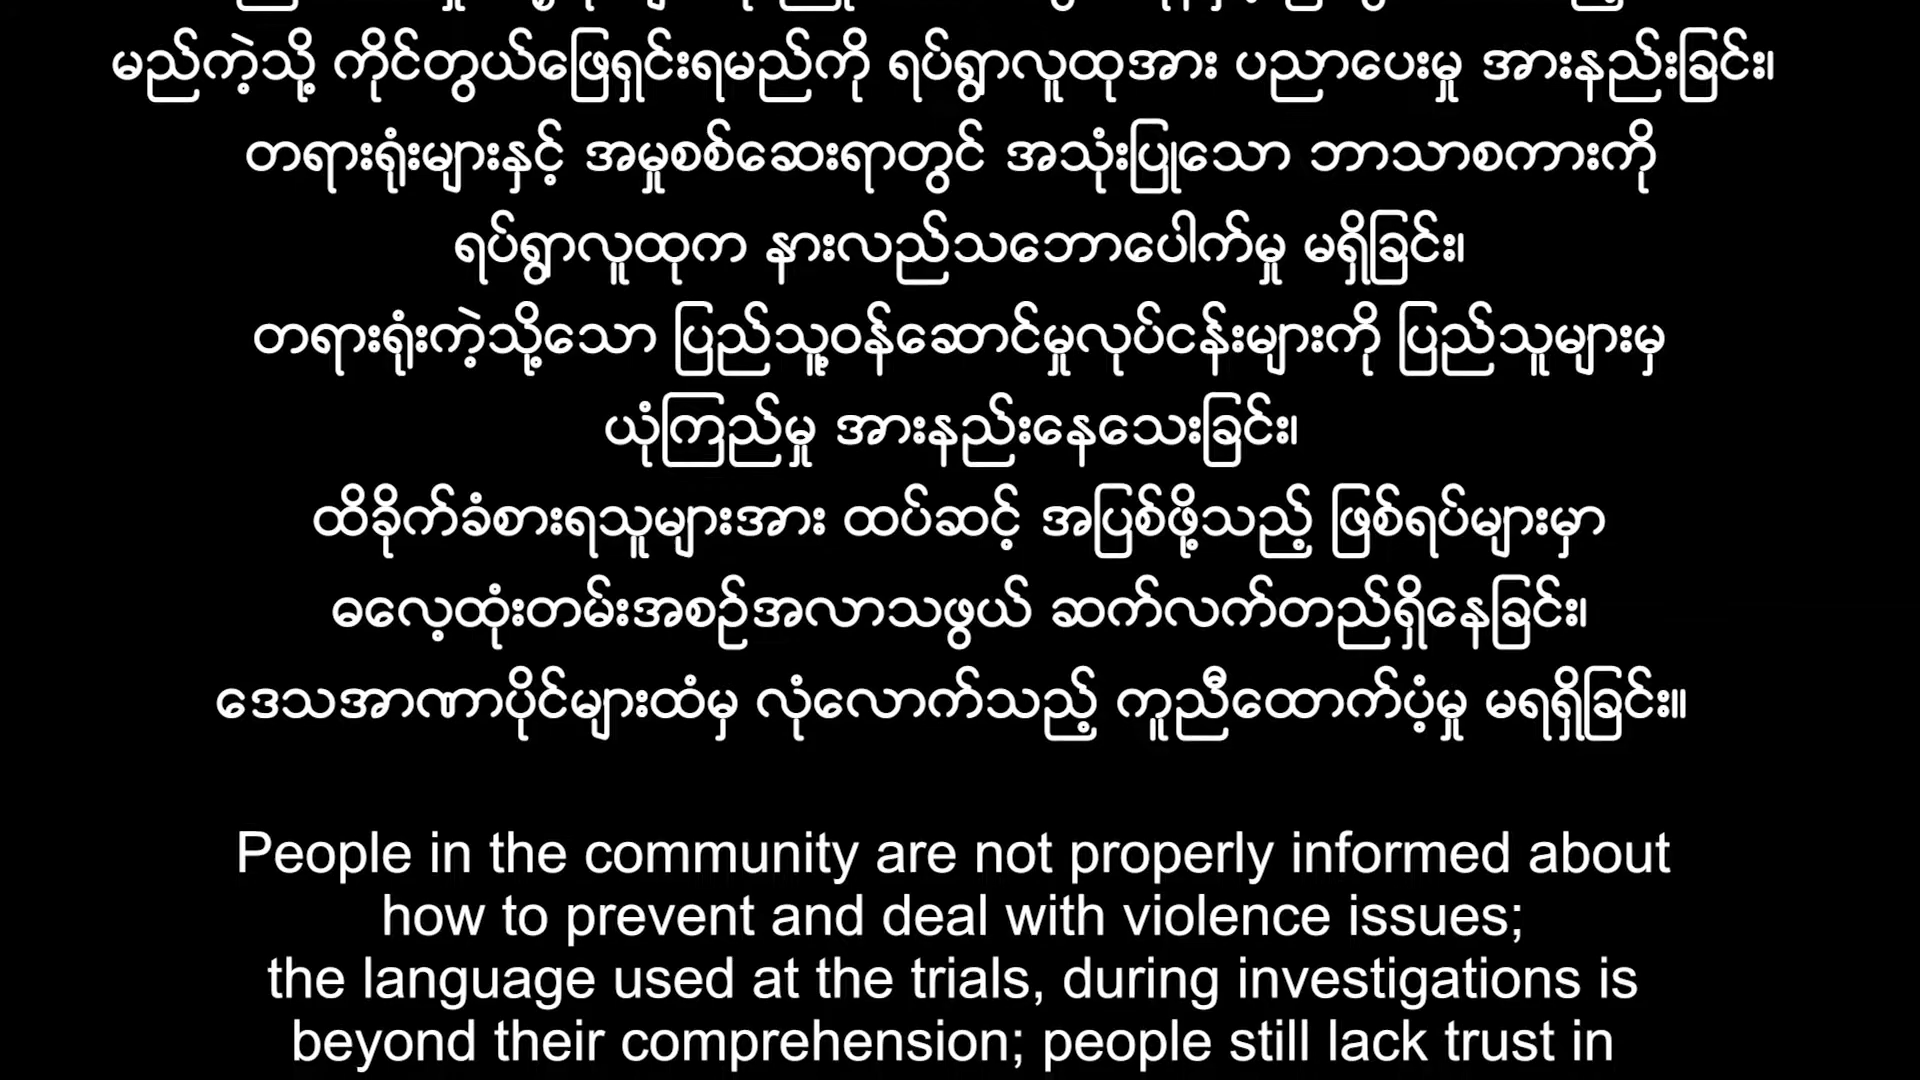 မည်ကဲ့သို့ ကိုင်တွယ်ဖြေရှင်းရမည်ကို ရပ်ရွာလူထုအား ပညာပေးမှု အားနည်းခြင်း၊
တရားရုံးများနှင့် အမှုစစ်ဆေးရာတွင် အသုံးပြုသော ဘာသာစကားကို
ရပ်ရွာလူထုက နားလည်သဘောပေါက်မှု မရှိခြင်း၊
တရားရုံးကဲ့သို့သော ပြည်သူ့ဝန်ဆောင်မှုလုပ်ငန်းများကို ပြည်သူများမှ
ယုံကြည်မှု အားနည်းနေသေးခြင်း၊
ထိခိုက်ခံစားရသူများအား ထပ်ဆင့် အပြစ်ဖို့သည့် ဖြစ်ရပ်များမှာ
ဓလေ့ထုံးတမ်းအစဉ်အလာသဖွယ် ဆက်လက်တည်ရှိနေခြင်း၊
ဒေသအာဏာပိုင်များထံမှ လုံလောက်သည့် ကူညီထောက်ပံ့မှု မရရှိခြင်း။
People in the community are not properly informed about
how to prevent and deal with violence issues;
the language used at the trials, during investigations is
beyond their comprehension; people still lack trust in